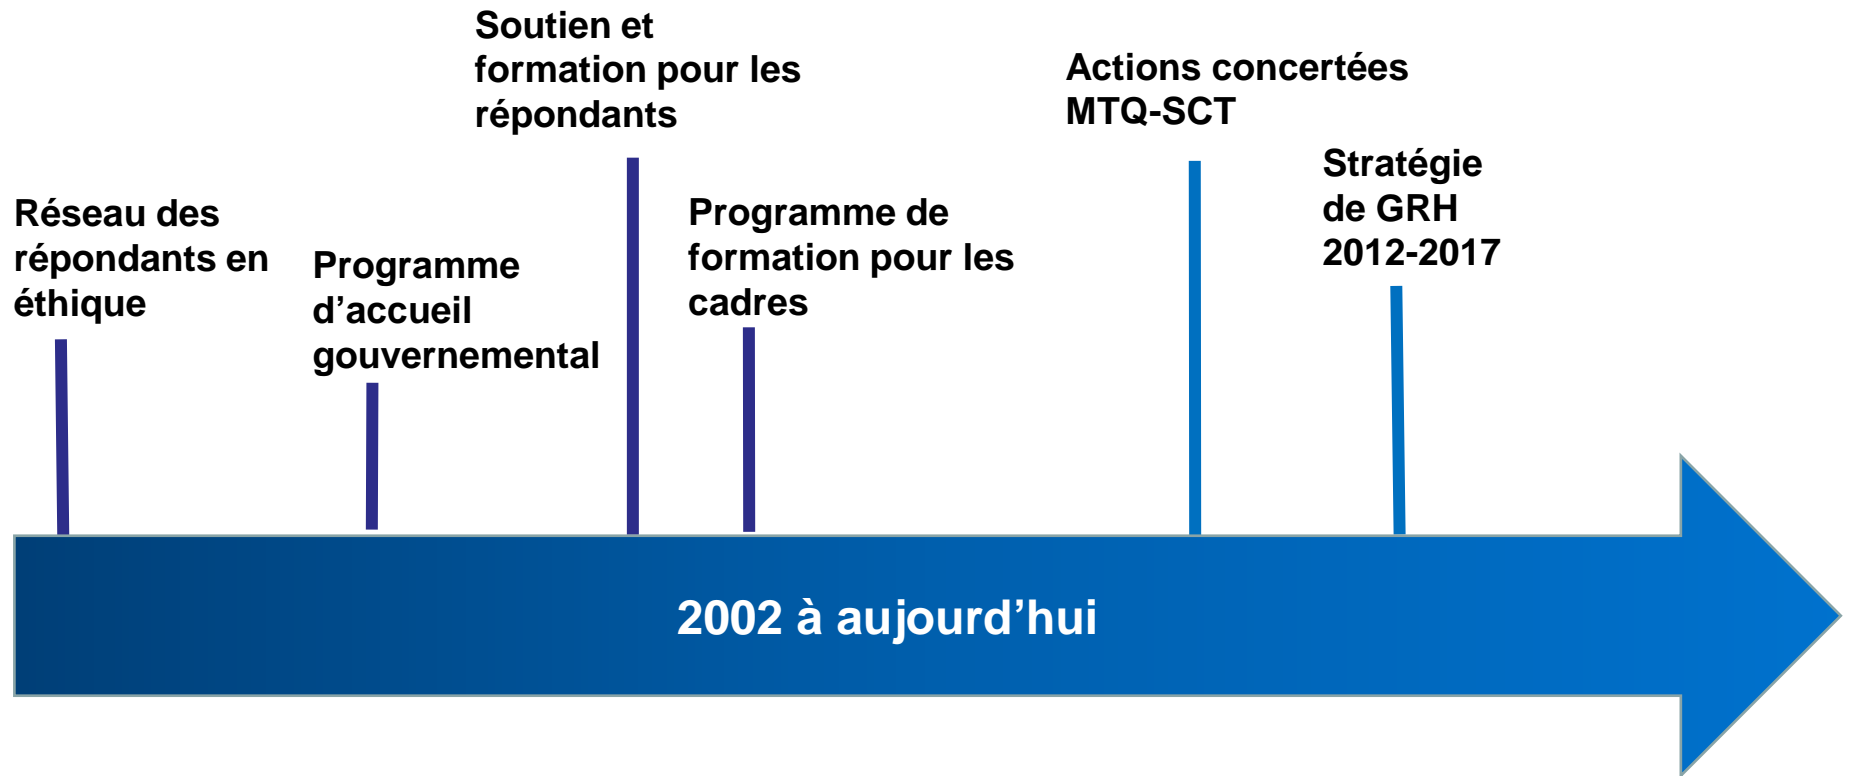 Réseau des
répondants en
éthique
Programme
d’accueil
gouvernemental
Soutien et
formation pour les
répondants
Programme de
formation pour les
cadres
Actions concertées
MTQ-SCT
Stratégie
de GRH
2012-2017
2002 à aujourd’hui